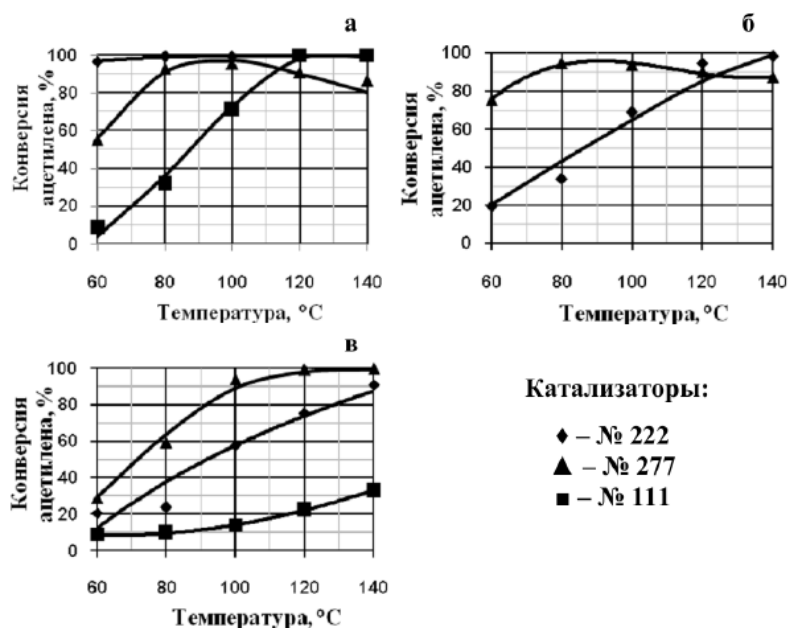 а
Конверсия
ацетилена, %
100
80
60
40
20
0
60 80 100 120 140
Температура, °C
б
Конверсия
ацетилена, %
100
80
60
40
20
0
60 80 100 120 140
Температура, °C
в
Конверсия
ацетилена, %
100
80
60
40
20
0
60 80 100 120 140
Температура, °C
Катализаторы:
♦ – № 222
▲ – № 277
■ – № 111